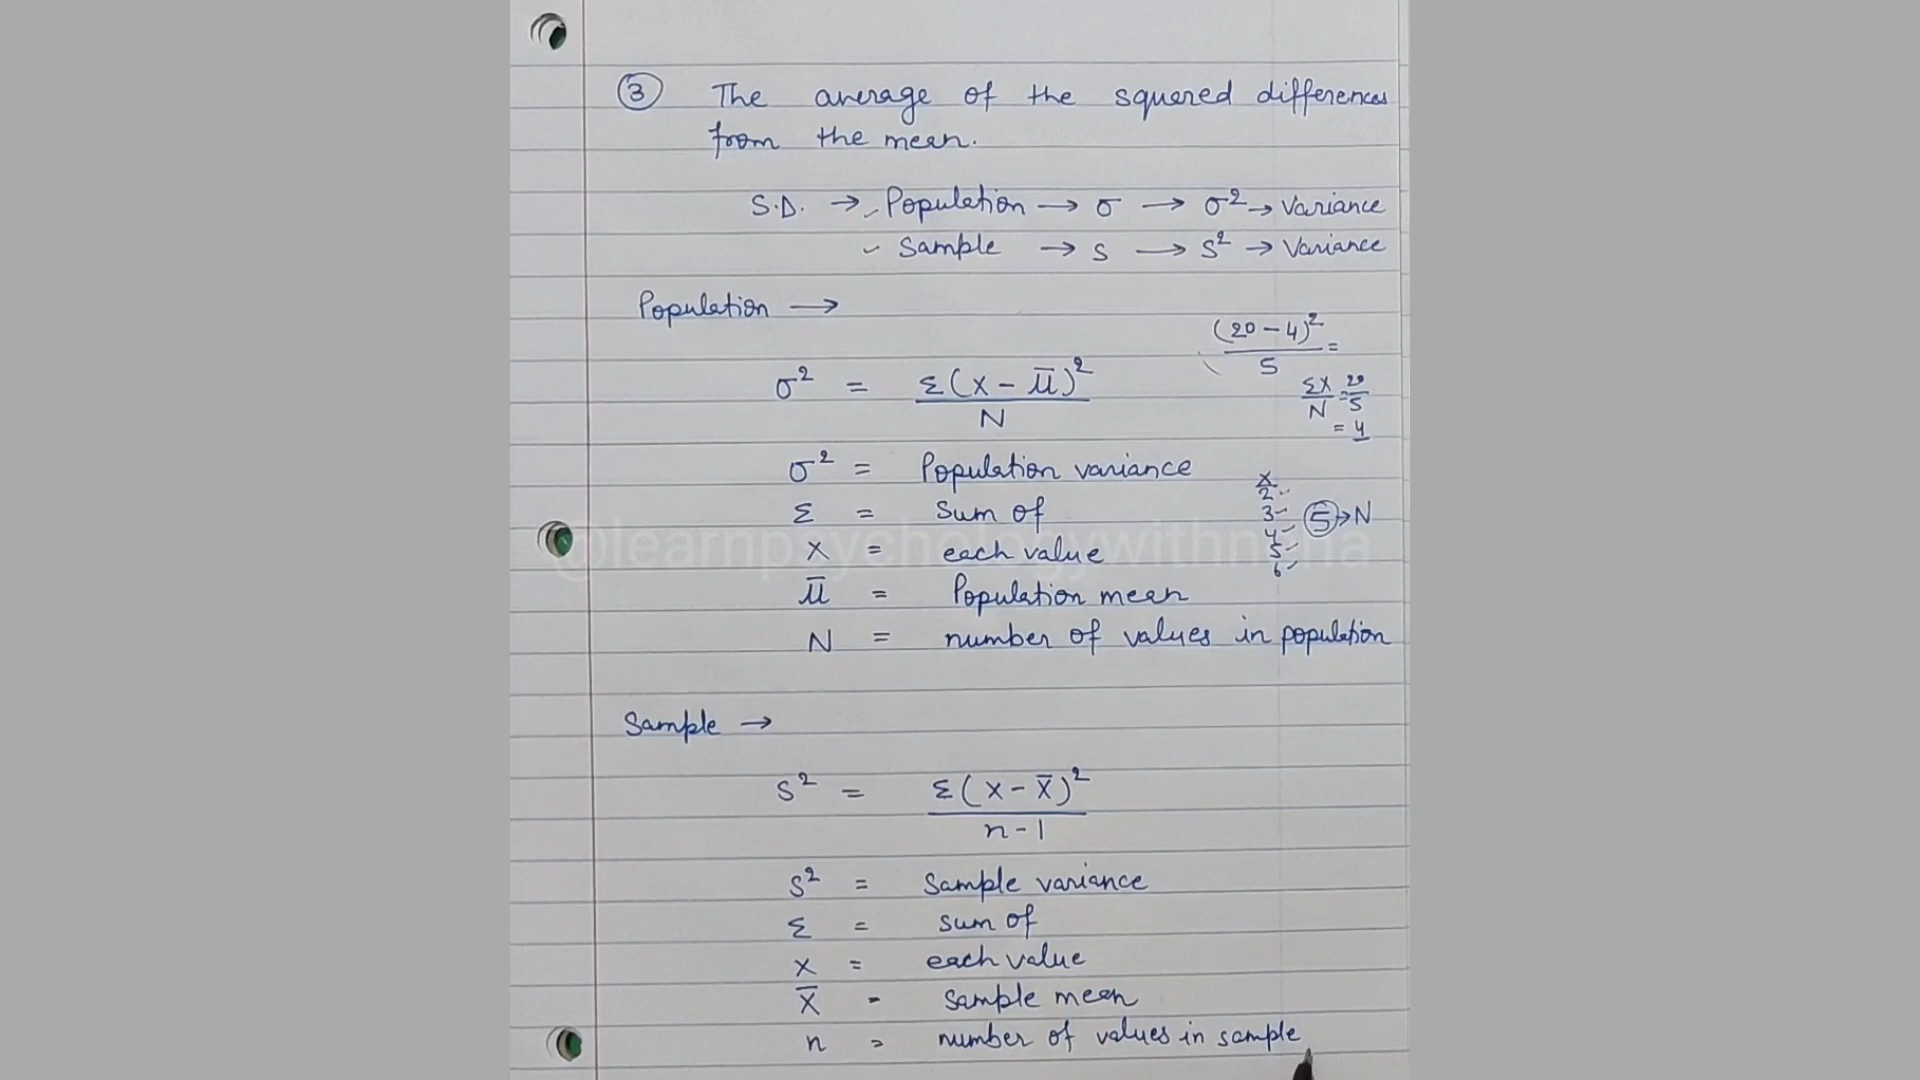 ③ The average of the squared differences
from the mean.
S.D. → Population → σ → σ² → Variance
Sample → s → s² → Variance
Population →
(20 - 4)² =
5
σ² = Σ(x - μ̅)²
N
ΣX = 20
N 5
= 4
σ² = Population variance
Σ = Sum of
x = each value
μ̅ = Population mean
N = number of values in population
x
2
3
4
5
6
⑤→N
@learnpsychologywithn
Sample →
s² = Σ(x - x̅)²
n - 1
s² = Sample variance
Σ = sum of
x = each value
x̅ = sample mean
n = number of values in sample